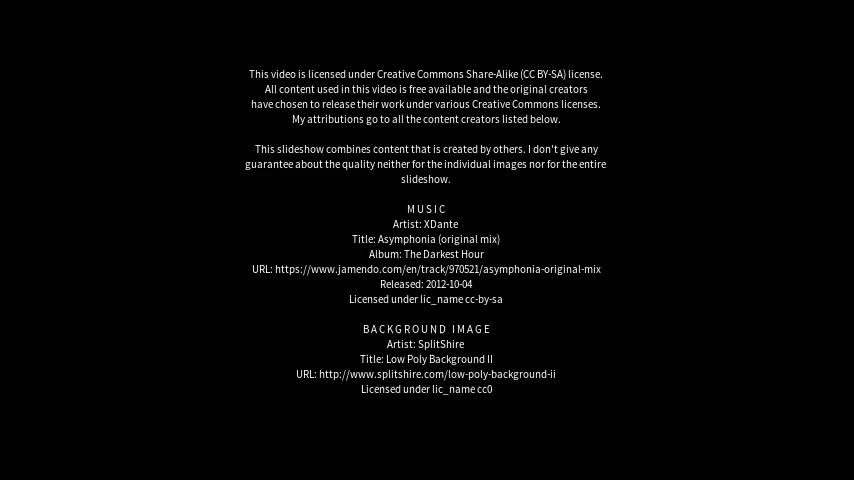 This video is licensed under Creative Commons Share-Alike (CC BY-SA) license.
All content used in this video is free available and the original creators
have chosen to release their work under various Creative Commons licenses.
My attributions go to all the content creators listed below.
This slideshow combines content that is created by others. I don't give any
guarantee about the quality neither for the individual images nor for the entire
slideshow.
MUSIC
Artist: XDante
Title: Asymphonia (original mix)
Album: The Darkest Hour
URL: https://www.jamendo.com/en/track/970521/asymphonia-original-mix
Released: 2012-10-04
Licensed under lic_name cc-by-sa
BACKGROUND IMAGE
Artist: SplitShire
Title: Low Poly Background II
URL: http://www.splitshire.com/low-poly-background-ii
Licensed under lic_name cc0